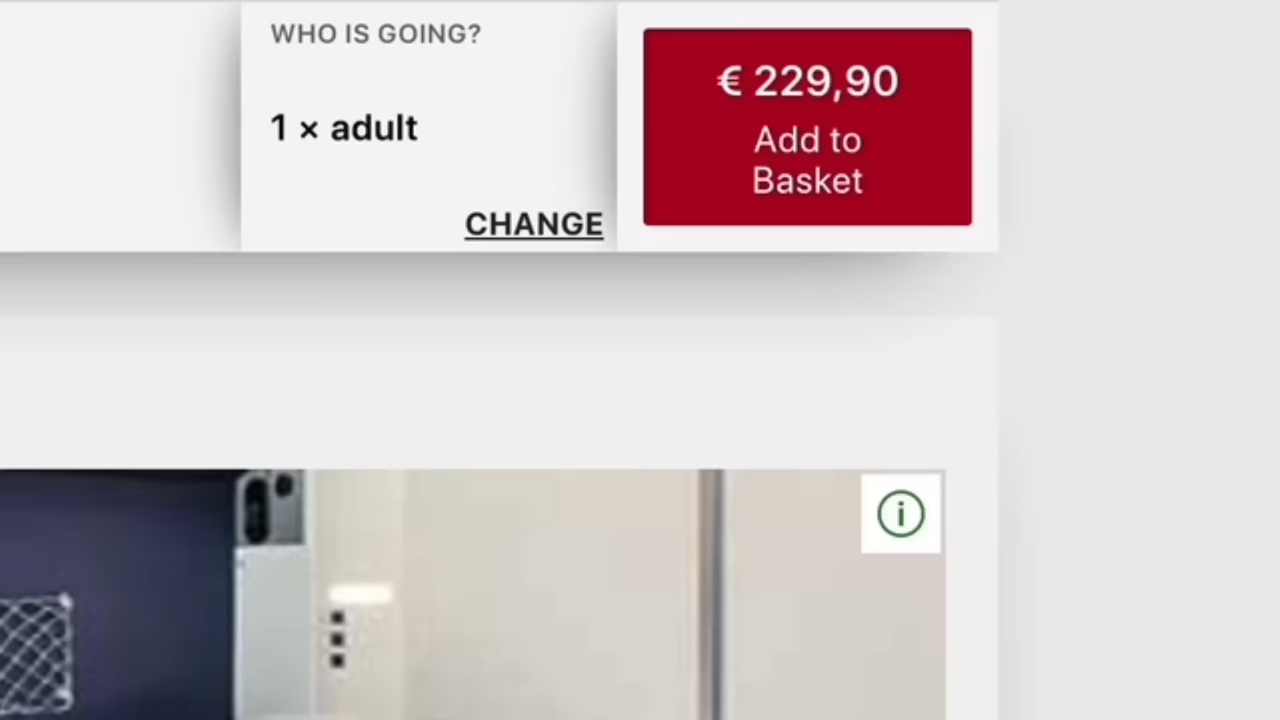 WHO IS GOING?
1 × adult
CHANGE
€ 229,90
Add to
Basket